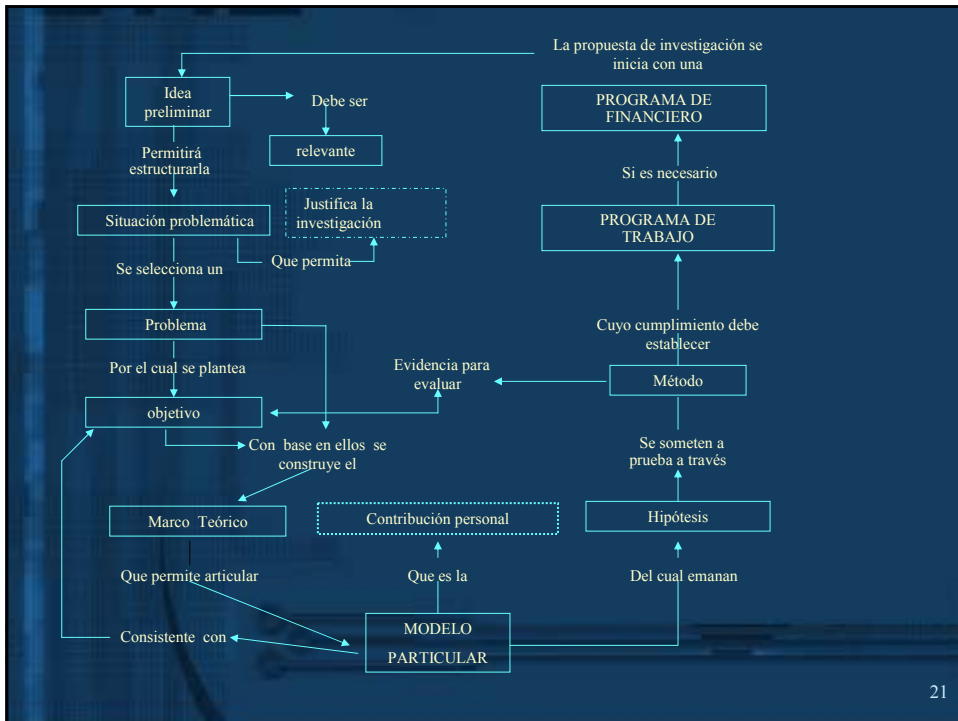 La propuesta de investigación se
inicia con una
Idea
preliminar
Debe ser
relevante
Permitirá
estructurarla
Situación problemática
Justifica la
investigación
Que permita
Se selecciona un
Problema
Por el cual se plantea
objetivo
Con base en ellos se
construye el
Marco Teórico
Que permite articular
Consistente con
MODELO
PARTICULAR
Que es la
Contribución personal
Del cual emanan
Hipótesis
Se someten a
prueba a través
Método
Evidencia para
evaluar
Cuyo cumplimiento debe
establecer
PROGRAMA DE
TRABAJO
Si es necesario
PROGRAMA DE
FINANCIERO
21